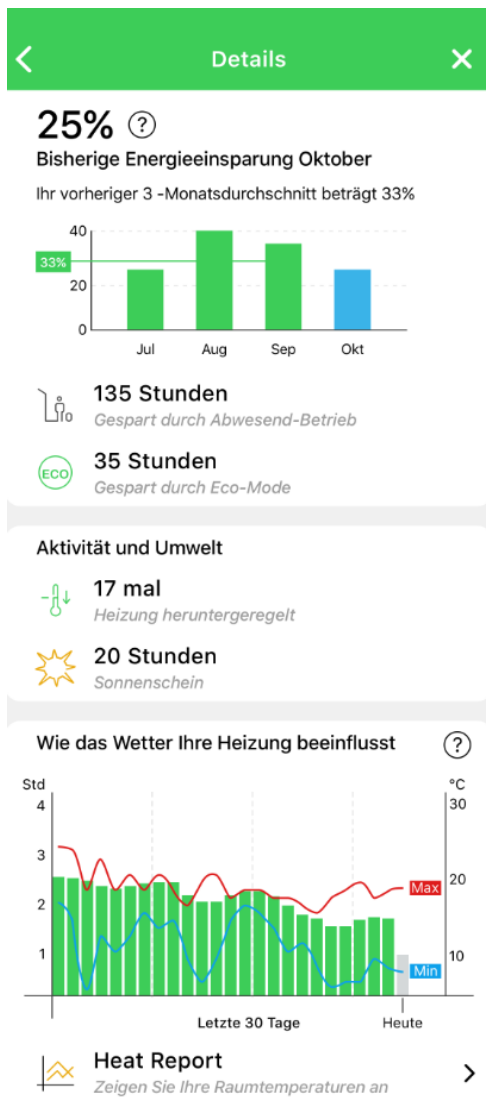 Details
25% ?
Bisherige Energieeinsparung Oktober
Ihr vorheriger 3 -Monatsdurchschnitt beträgt 33%
40
33%
20
0
Jul Aug Sep Okt
135 Stunden
Gespart durch Abwesend-Betrieb
ECO
35 Stunden
Gespart durch Eco-Mode
Aktivität und Umwelt
17 mal
Heizung heruntergeregelt
20 Stunden
Sonnenschein
Wie das Wetter Ihre Heizung beeinflusst ?
Std °C
4 30
3
Max 20
2
1 10
Min
Letzte 30 Tage Heute
Heat Report
Zeigen Sie Ihre Raumtemperaturen an